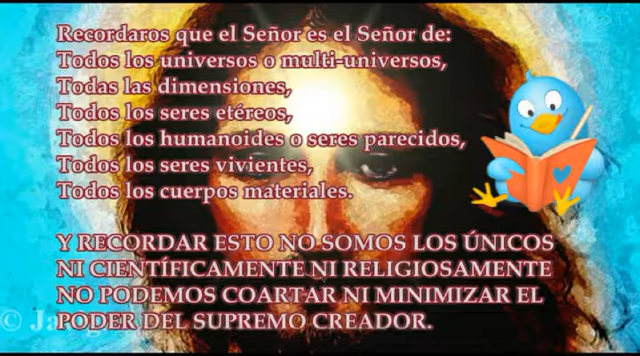 Recordaros que el Señor es el Señor de:
Todos los universos o multi-universos,
Todas las dimensiones,
Todos los seres etéreos,
Todos los humanoides o seres parecidos,
Todos los seres vivientes,
Todos los cuerpos materiales.
Y RECORDAR ESTO NO SOMOS LOS ÚNICOS
NI CIENTÍFICAMENTE NI RELIGIOSAMENTE
NO PODEMOS COARTAR NI MINIMIZAR EL
PODER DEL SUPREMO CREADOR.